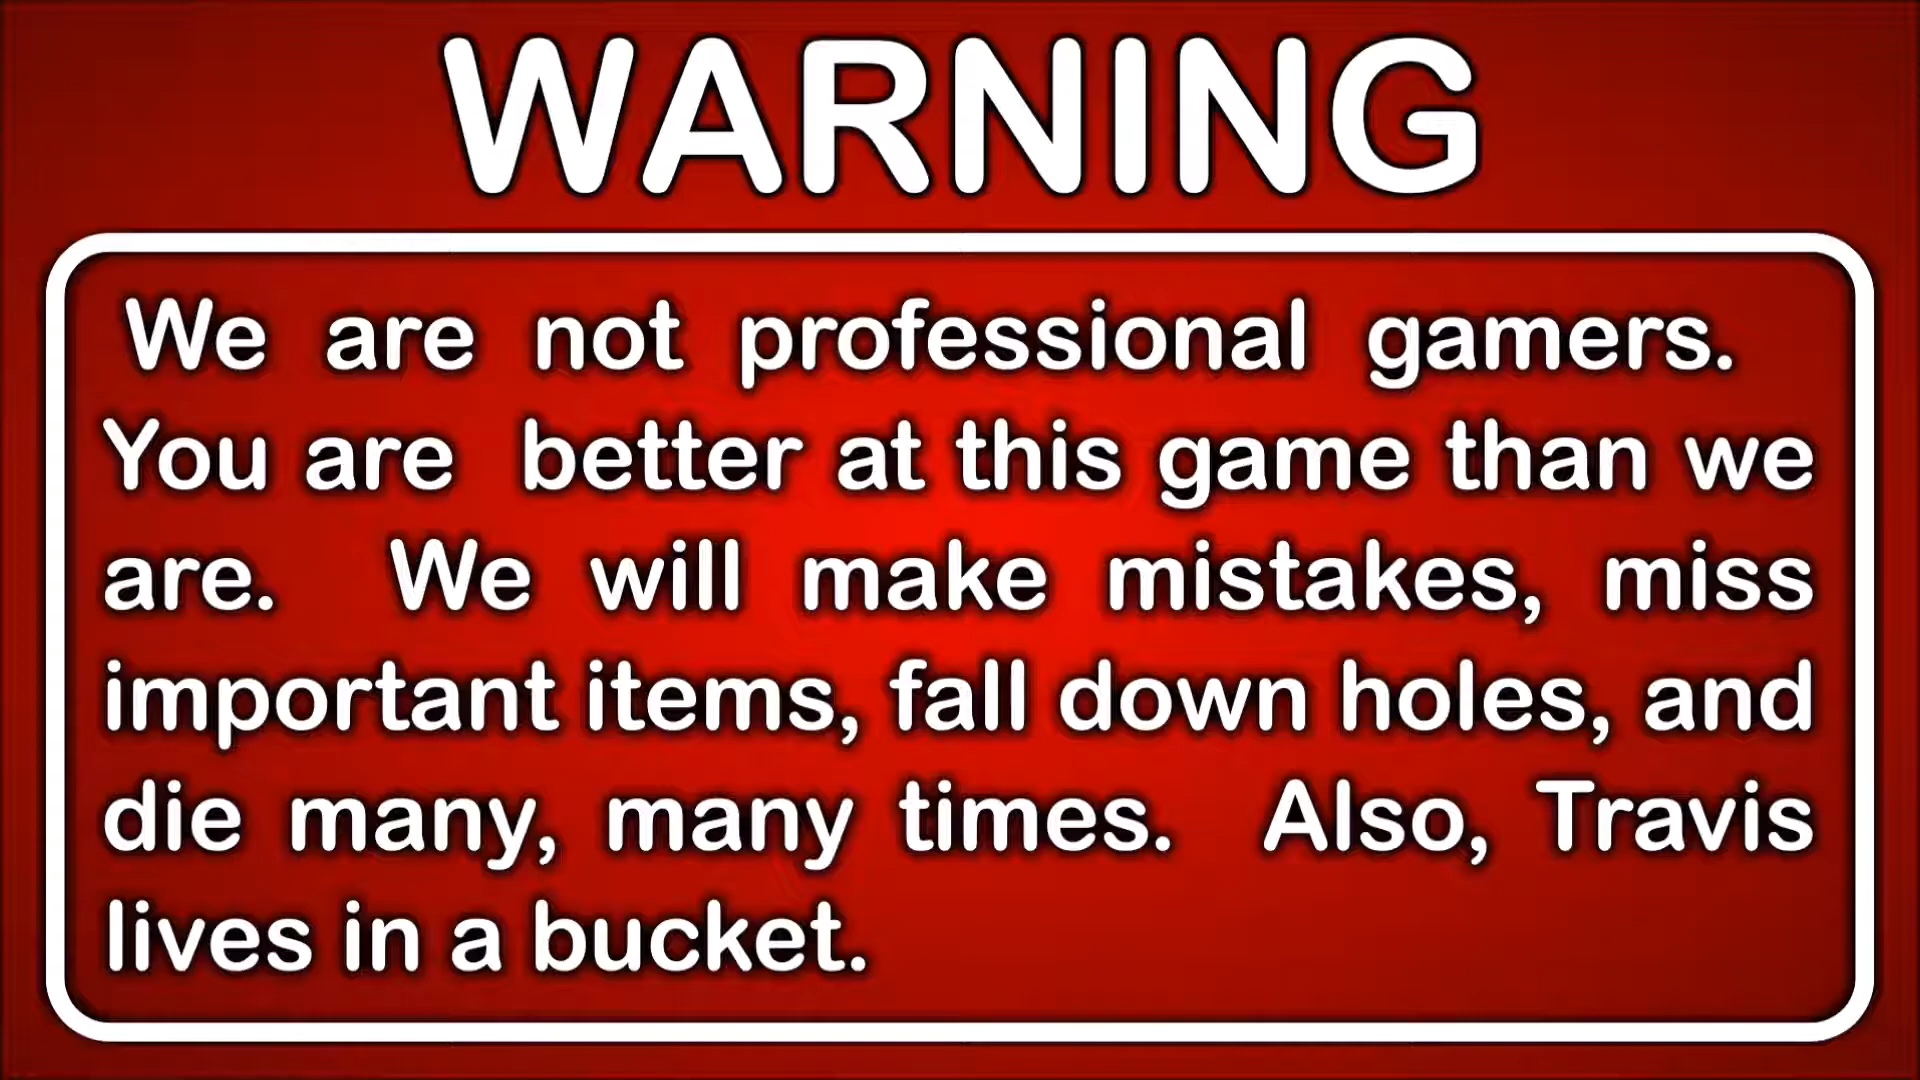 WARNING
We are not professional gamers.
You are better at this game than we
are. We will make mistakes, miss
important items, fall down holes, and
die many, many times. Also, Travis
lives in a bucket.